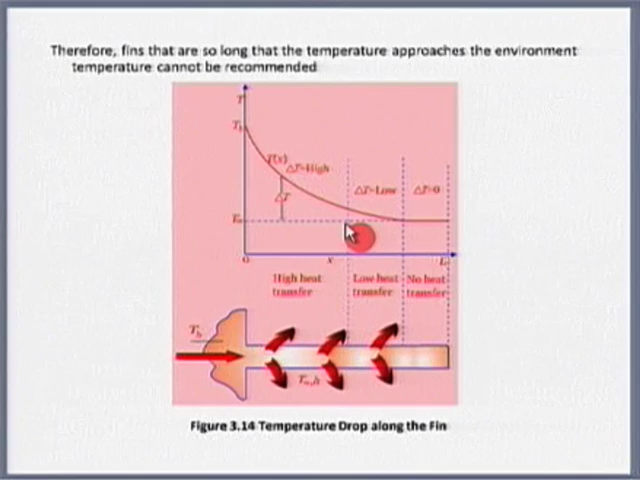 Therefore, fins that are so long that the temperature approaches the environment
temperature cannot be recommended
T
T(x)
ΔT=High
ΔT=Low
ΔT=0
ΔT
0
x
L
High heat
transfer
Low heat
transfer
No heat
transfer
Figure 3.14 Temperature Drop along the Fin